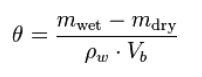 θ = (m_wet − m_dry) / (ρ_w · V_b)